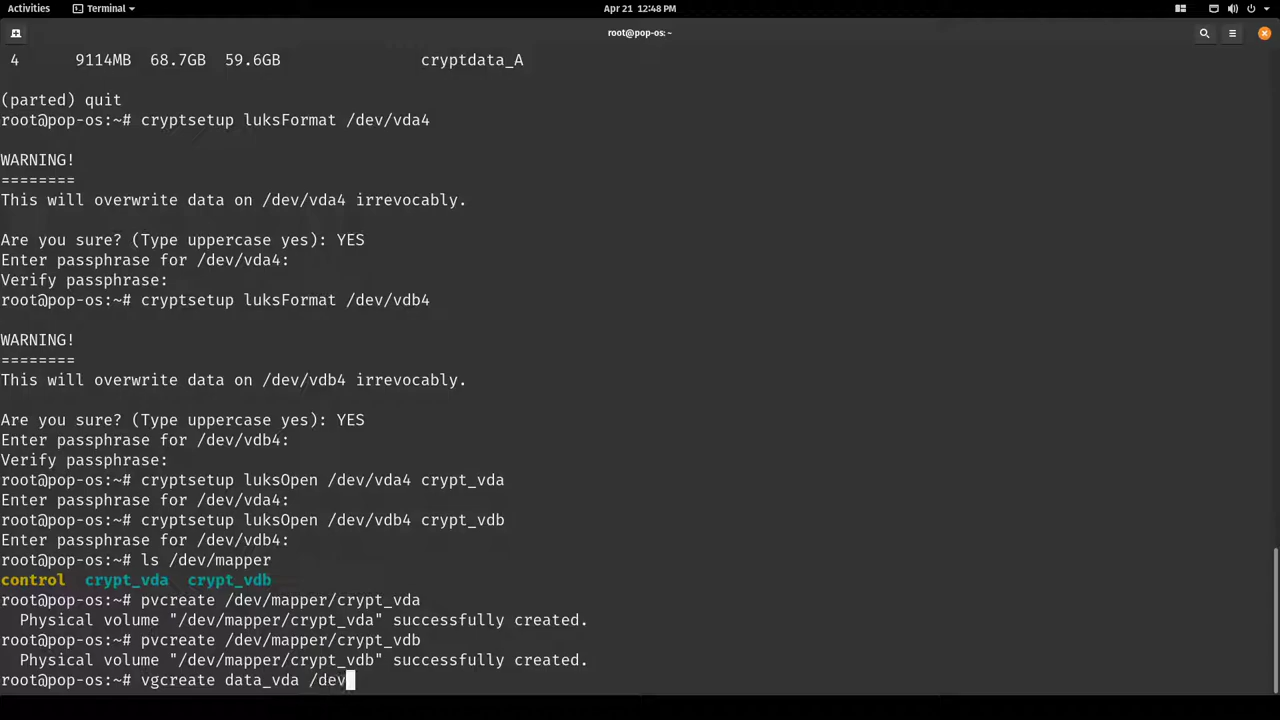 Activities Terminal Apr 21 12:48 PM
root@pop-os: ~
4 9114MB 68.7GB 59.6GB cryptdata_A
(parted) quit
root@pop-os:~# cryptsetup luksFormat /dev/vda4
WARNING!
========
This will overwrite data on /dev/vda4 irrevocably.
Are you sure? (Type uppercase yes): YES
Enter passphrase for /dev/vda4:
Verify passphrase:
root@pop-os:~# cryptsetup luksFormat /dev/vdb4
WARNING!
========
This will overwrite data on /dev/vdb4 irrevocably.
Are you sure? (Type uppercase yes): YES
Enter passphrase for /dev/vdb4:
Verify passphrase:
root@pop-os:~# cryptsetup luksOpen /dev/vda4 crypt_vda
Enter passphrase for /dev/vda4:
root@pop-os:~# cryptsetup luksOpen /dev/vdb4 crypt_vdb
Enter passphrase for /dev/vdb4:
root@pop-os:~# ls /dev/mapper
control crypt_vda crypt_vdb
root@pop-os:~# pvcreate /dev/mapper/crypt_vda
Physical volume "/dev/mapper/crypt_vda" successfully created.
root@pop-os:~# pvcreate /dev/mapper/crypt_vdb
Physical volume "/dev/mapper/crypt_vdb" successfully created.
root@pop-os:~# vgcreate data_vda /dev